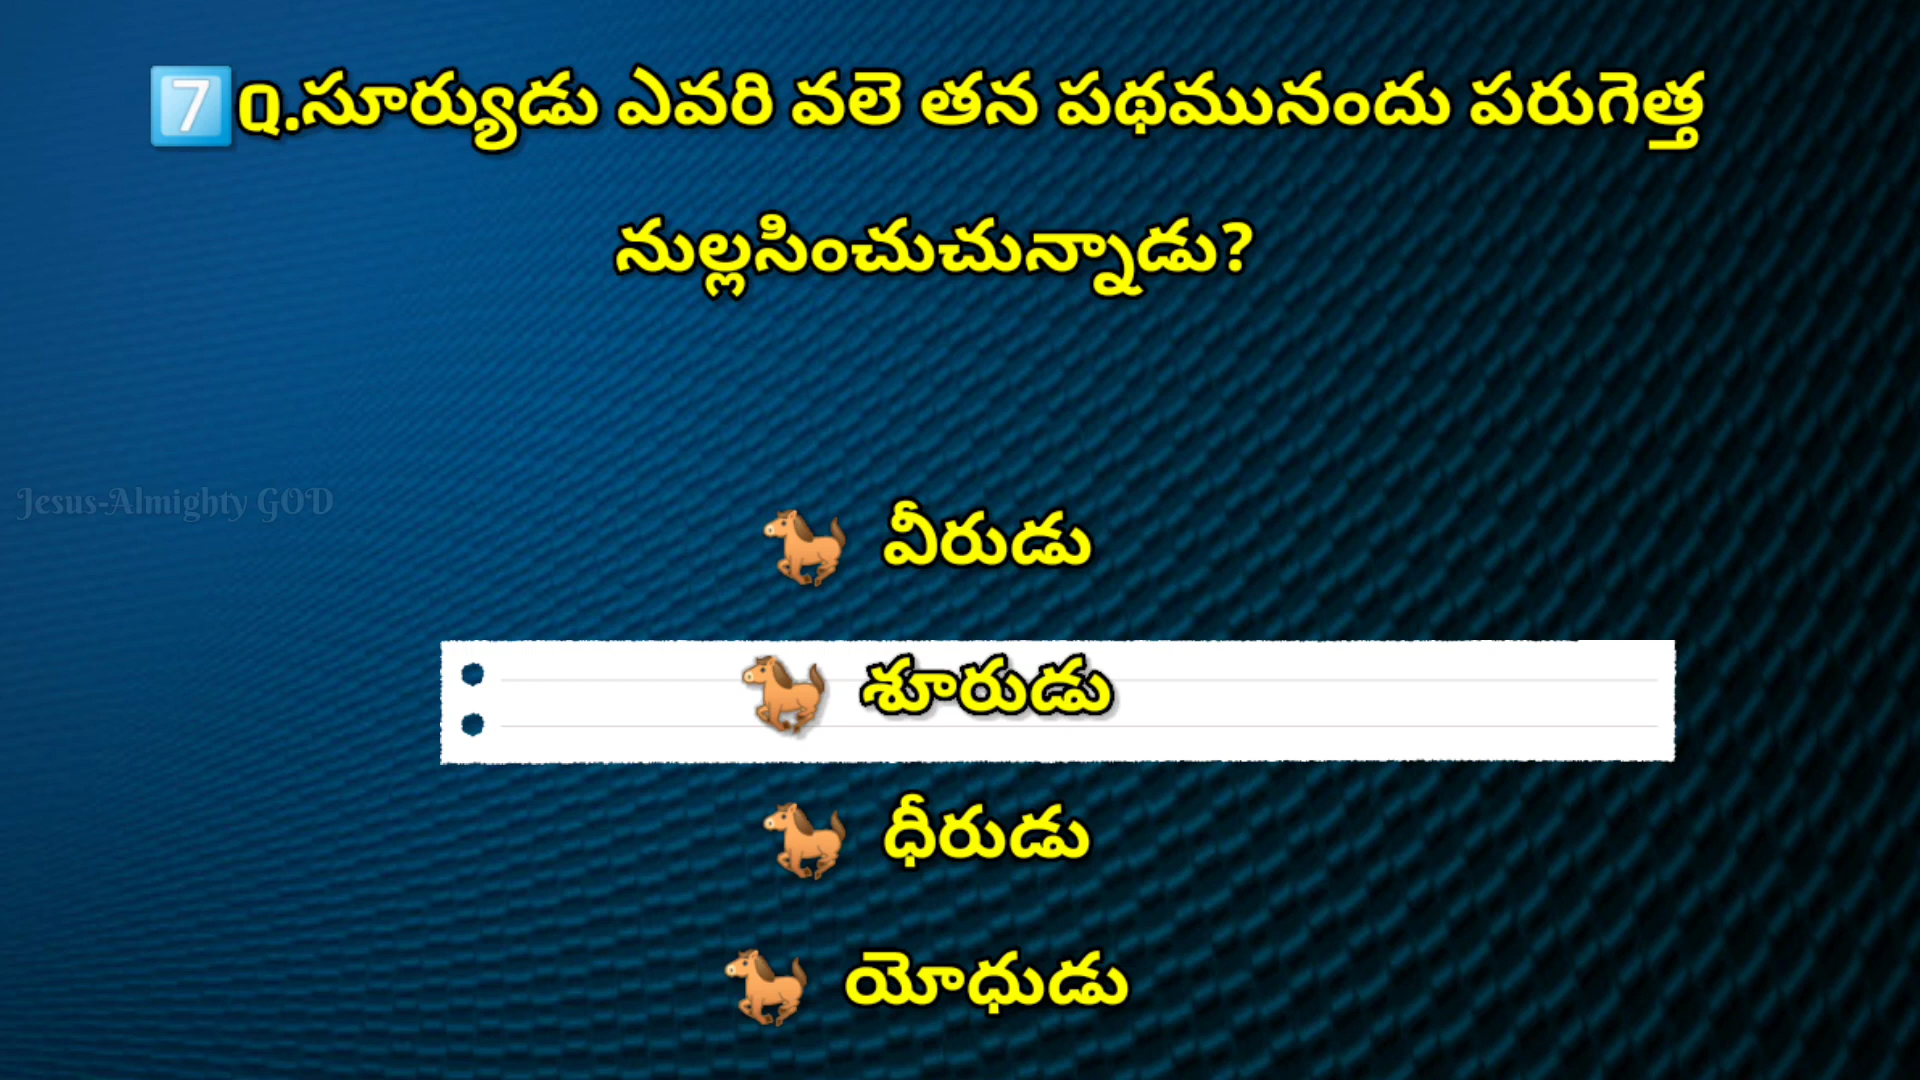 7️⃣Q.సూర్యుడు ఎవరి వలె తన పథమునందు పరుగెత్త
నుల్లసించుచున్నాడు?
Jesus-Almighty GOD
🐎 వీరుడు
🐎 శూరుడు
🐎 ధీరుడు
🐎 యోధుడు